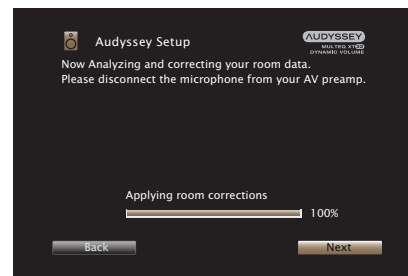 Audyssey Setup
AUDYSSEY
MULTEQ XT32
DYNAMIC VOLUME
Now Analyzing and correcting your room data.
Please disconnect the microphone from your AV preamp.
Applying room corrections
100%
Back
Next